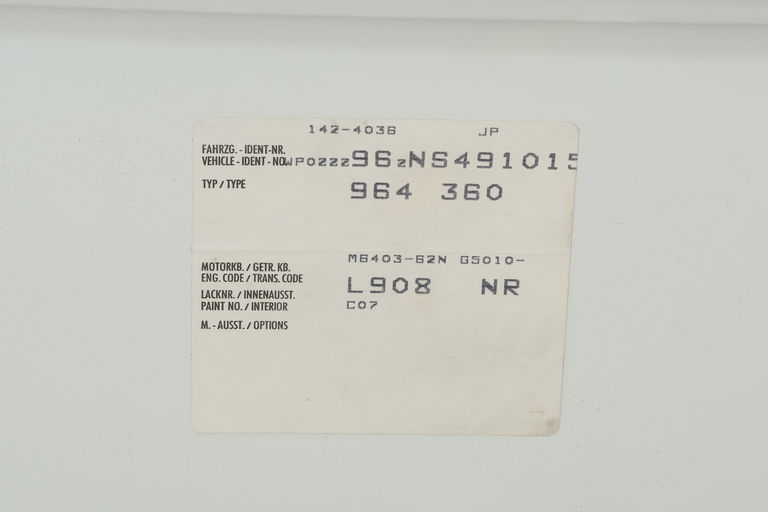 142-4036 JP
FAHRZG. - IDENT-NR.
VEHICLE - IDENT - NO. WP0ZZZ96ZNS491015
TYP / TYPE 964 360
MOTORKB. / GETR. KB. M6403-62N G5010-
ENG. CODE / TRANS. CODE
LACKNR. / INNENAUSST. L908 NR
PAINT NO. / INTERIOR C07
M. - AUSST. / OPTIONS